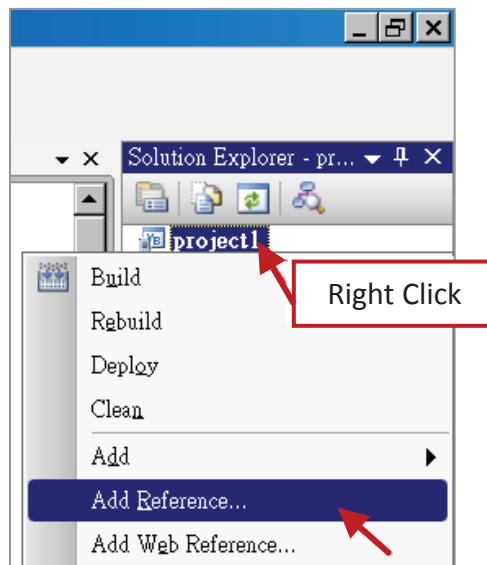 Solution Explorer - pr...
project1
Right Click
Build
Rebuild
Deploy
Clean
Add
Add Reference...
Add Web Reference...